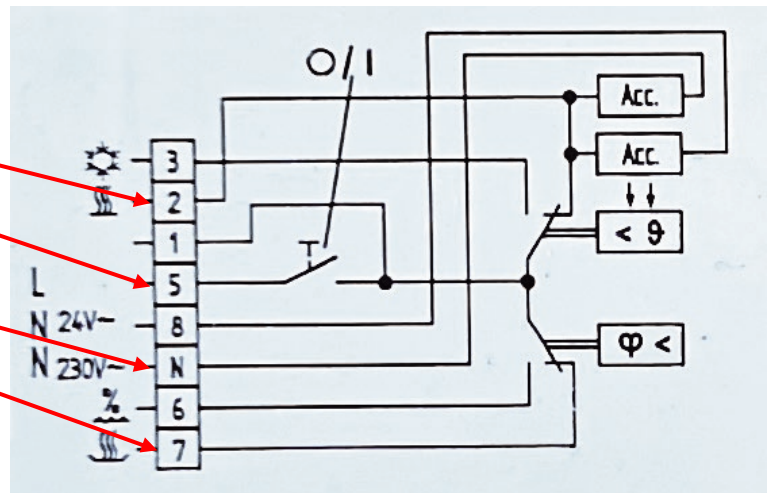 O/I
Acc.
Acc.
< ϑ
φ <
3
2
1
L 5
N 24V~ 8
N 230V~ N
% 6
7